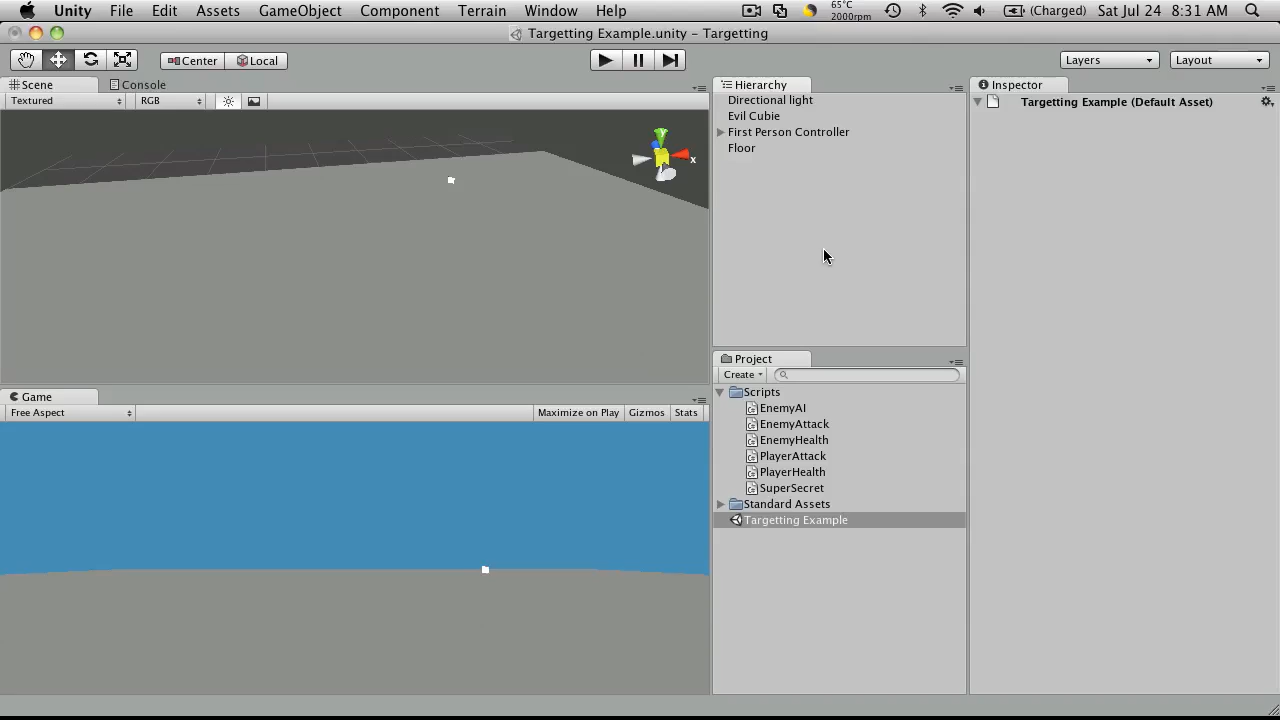 Unity File Edit Assets GameObject Component Terrain Window Help 65°C 2000rpm (Charged) Sat Jul 24 8:31 AM
Targetting Example.unity – Targetting
Center Local Layers Layout
Scene Console Hierarchy Inspector
Textured RGB
Directional light
Evil Cubie
First Person Controller
Floor
Targetting Example (Default Asset)
y
x
Project
Create
Scripts
EnemyAI
EnemyAttack
EnemyHealth
PlayerAttack
PlayerHealth
SuperSecret
Standard Assets
Targetting Example
Game
Free Aspect Maximize on Play Gizmos Stats